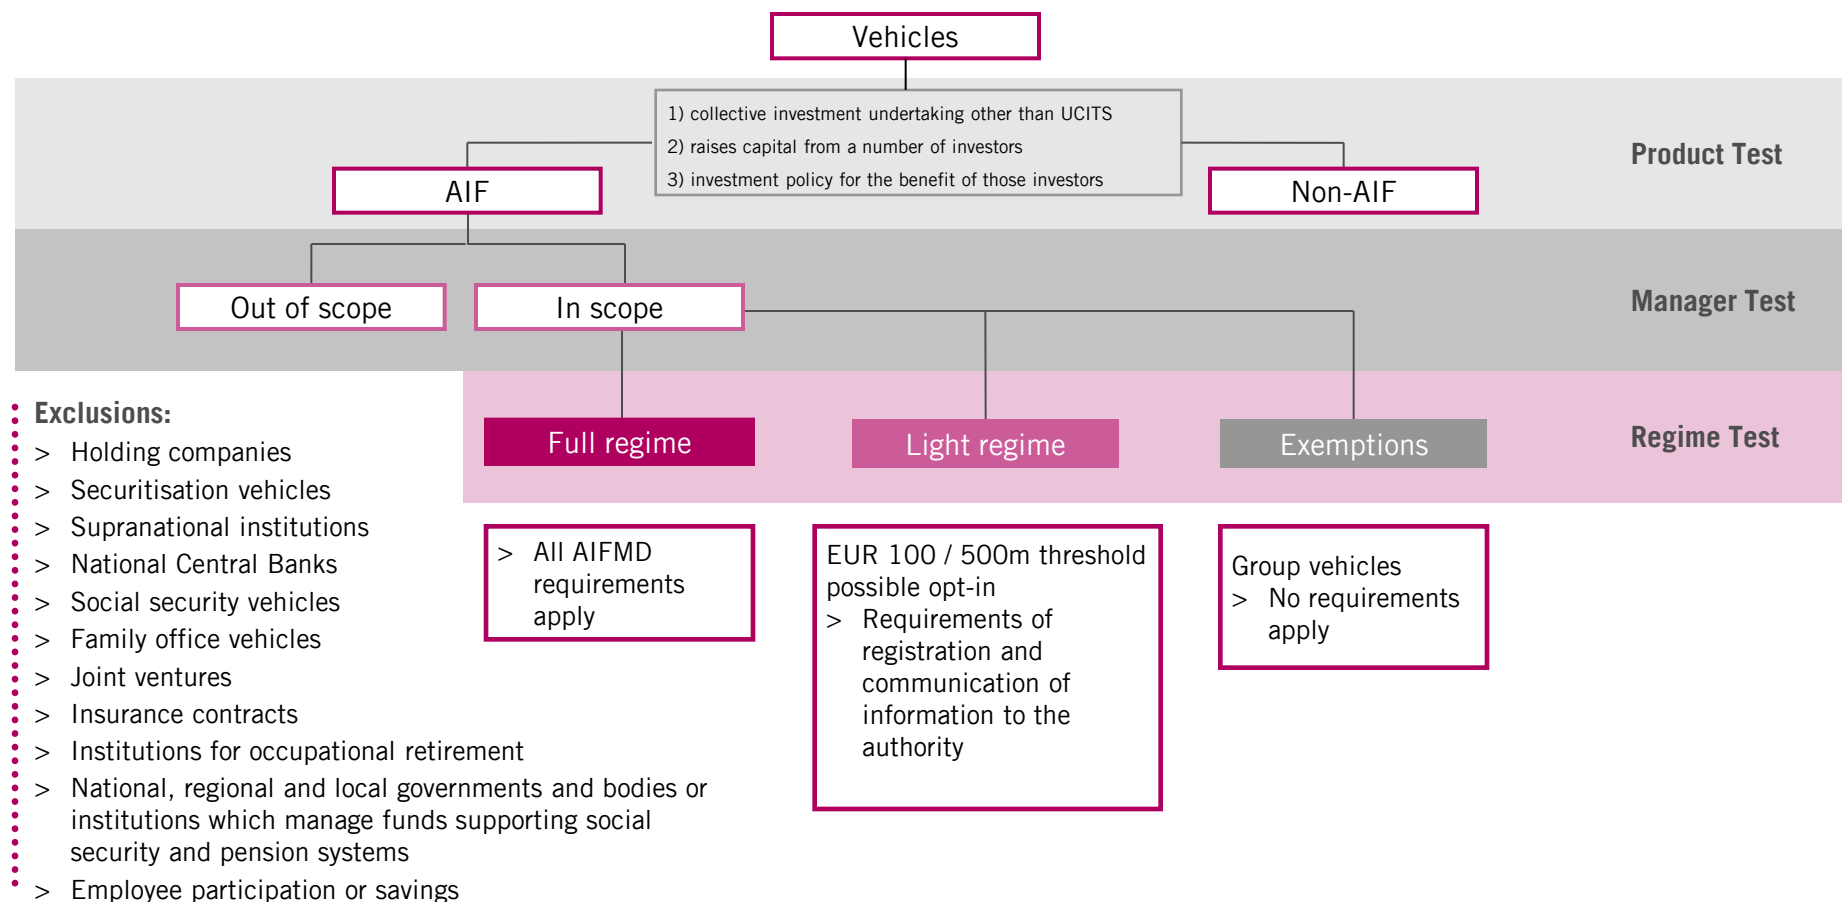 Vehicles
1) collective investment undertaking other than UCITS
2) raises capital from a number of investors
3) investment policy for the benefit of those investors
Product Test
AIF
Non-AIF
Out of scope
In scope
Manager Test
Exclusions:
> Holding companies
> Securitisation vehicles
> Supranational institutions
> National Central Banks
> Social security vehicles
> Family office vehicles
> Joint ventures
> Insurance contracts
> Institutions for occupational retirement
> National, regional and local governments and bodies or
institutions which manage funds supporting social
security and pension systems
> Employee participation or savings
Full regime
Light regime
Exemptions
Regime Test
> All AIFMD
requirements
apply
EUR 100 / 500m threshold
possible opt-in
> Requirements of
registration and
communication of
information to the
authority
Group vehicles
> No requirements
apply